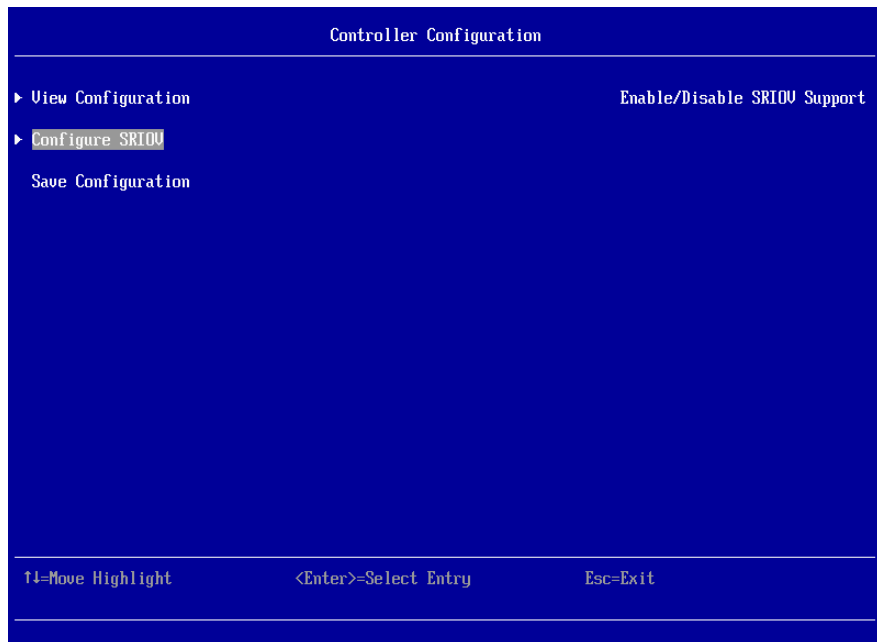 Controller Configuration
► View Configuration
Enable/Disable SRIOV Support
► Configure SRIOV
Save Configuration
↑↓=Move Highlight
<Enter>=Select Entry
Esc=Exit